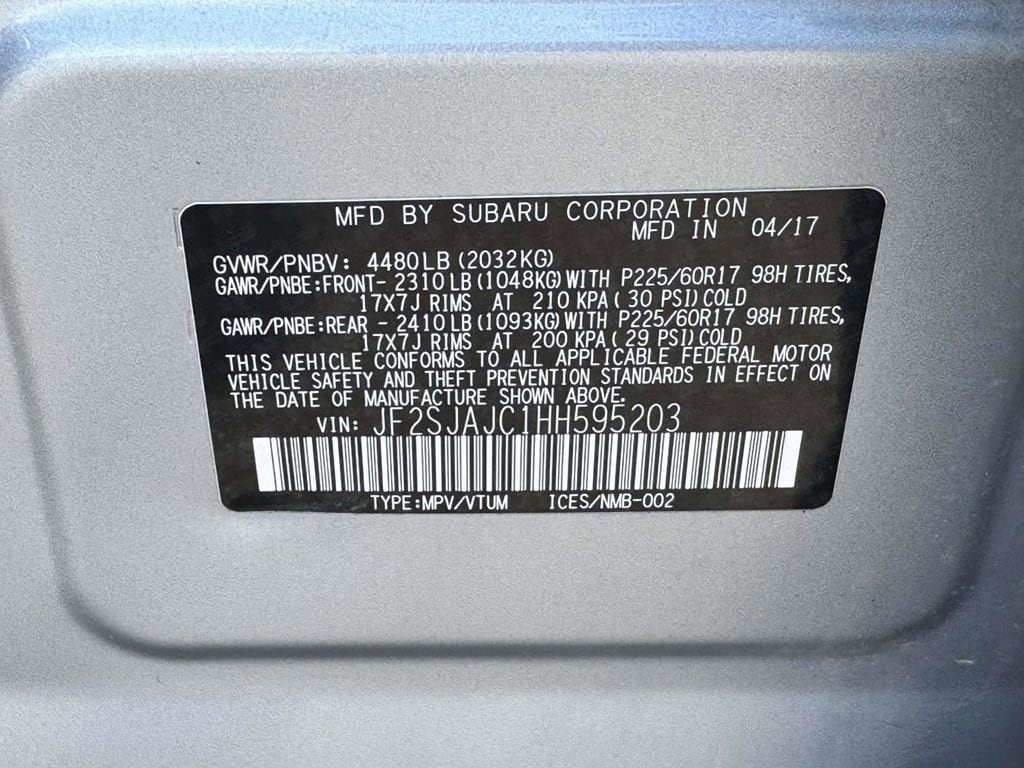 MFD BY SUBARU CORPORATION
MFD IN 04/17
GVWR/PNBV: 4480LB(2032KG)
GAWR/PNBE:FRONT- 2310LB(1048KG)WITH P225/60R17 98H TIRES,
17X7J RIMS AT 210 KPA( 30 PSI)COLD
GAWR/PNBE:REAR - 2410LB(1093KG)WITH P225/60R17 98H TIRES,
17X7J RIMS AT 200 KPA( 29 PSI)COLD
THIS VEHICLE CONFORMS TO ALL APPLICABLE FEDERAL MOTOR
VEHICLE SAFETY AND THEFT PREVENTION STANDARDS IN EFFECT ON
THE DATE OF MANUFACTURE SHOWN ABOVE.
VIN: JF2SJAJC1HH595203
TYPE:MPV/VTUM ICES/NMB-002